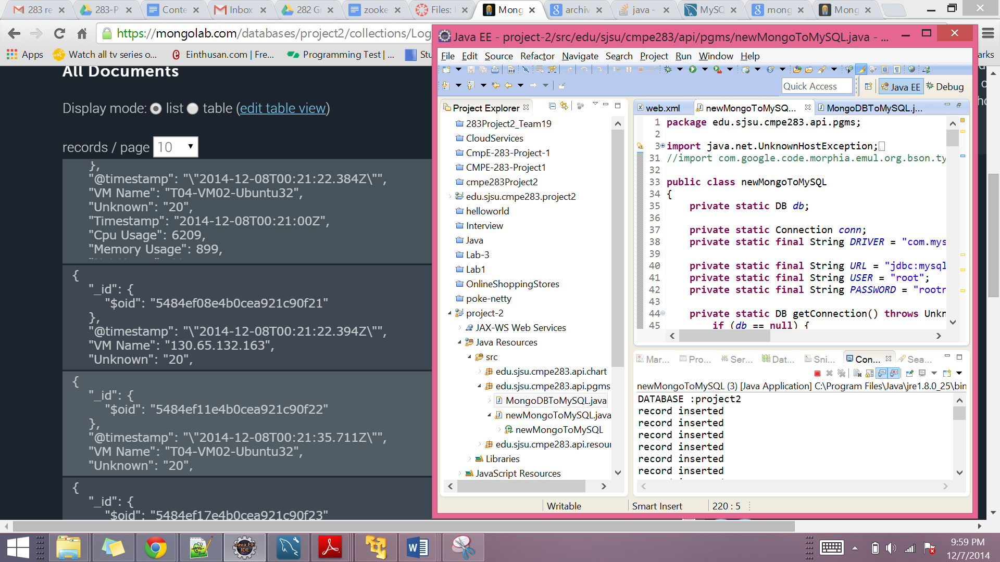 283 re
283-P
Conte
Inbox
282 G
zooke
Files:
Mong
archiv
java -
MySQ
mong
Mong
https://mongolab.com/databases/project2/collections/Log
Apps
Watch all tv series o...
Einthusan.com | Fre...
Programming Test | ...
Stu
arks
All Documents
Display mode: list table (edit table view)
records / page 10
},
"@timestamp": "\"2014-12-08T00:21:22.384Z\"",
"VM Name": "T04-VM02-Ubuntu32",
"Unknown": "20",
"Timestamp": "2014-12-08T00:21:00Z",
"Cpu Usage": 6209,
"Memory Usage": 899,
{
"_id": {
"$oid": "5484ef08e4b0cea921c90f21"
},
"@timestamp": "\"2014-12-08T00:21:22.394Z\"",
"VM Name": "130.65.132.163",
"Unknown": "20",
{
"_id": {
"$oid": "5484ef11e4b0cea921c90f22"
},
"@timestamp": "\"2014-12-08T00:21:35.711Z\"",
"VM Name": "T04-VM02-Ubuntu32",
"Unknown": "20",
{
"_id": {
"$oid": "5484ef17e4b0cea921c90f23"
Java EE - project-2/src/edu/sjsu/cmpe283/api/pgms/newMongoToMySQL.java - ...
File Edit Source Refactor Navigate Search Project Run Window Help
Quick Access
Java EE
Debug
Project Explorer
283Project2_Team19
CloudServices
CmpE-283-Project-1
CMPE-283-Project1
cmpe283Project2
edu.sjsu.cmpe283.project2
helloworld
Interview
Java
Lab-3
Lab1
OnlineShoppingStores
poke-netty
project-2
JAX-WS Web Services
Java Resources
src
edu.sjsu.cmpe283.api.chart
edu.sjsu.cmpe283.api.pgms
MongoDBToMySQL.java
newMongoToMySQL.java
newMongoToMySQL
edu.sjsu.cmpe283.api.resour
Libraries
JavaScript Resources
web.xml
newMongoToMySQ...
MongoDBToMySQL.j...
1 package edu.sjsu.cmpe283.api.pgms;
2
3 import java.net.UnknownHostException;
31 //import com.google.code.morphia.emul.org.bson.ty
32
33 public class newMongoToMySQL
34 {
35 private static DB db;
36
37 private static Connection conn;
38 private static final String DRIVER = "com.mys
39
40 private static final String URL = "jdbc:mysql
41 private static final String USER = "root";
42 private static final String PASSWORD = "rootr
43
44 private static DB getConnection() throws Unkn
45 if (db == null) {
Mar...
Pro...
Ser...
Dat...
Sni...
Con...
Sea...
newMongoToMySQL (3) [Java Application] C:\Program Files\Java\jre1.8.0_25\bin
DATABASE :project2
record inserted
record inserted
record inserted
record inserted
record inserted
record inserted
Writable
Smart Insert
220 : 5
Java EE
IDE
9:59 PM
12/7/2014